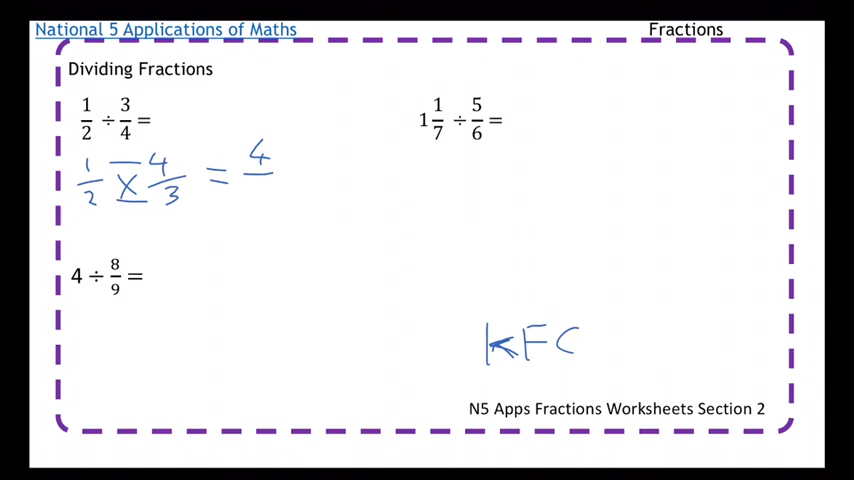 National 5 Applications of Maths
Fractions
Dividing Fractions
1/2 ÷ 3/4 =
1/2 × 4/3 = 4
4 ÷ 8/9 =
1 1/7 ÷ 5/6 =
KFC
N5 Apps Fractions Worksheets Section 2